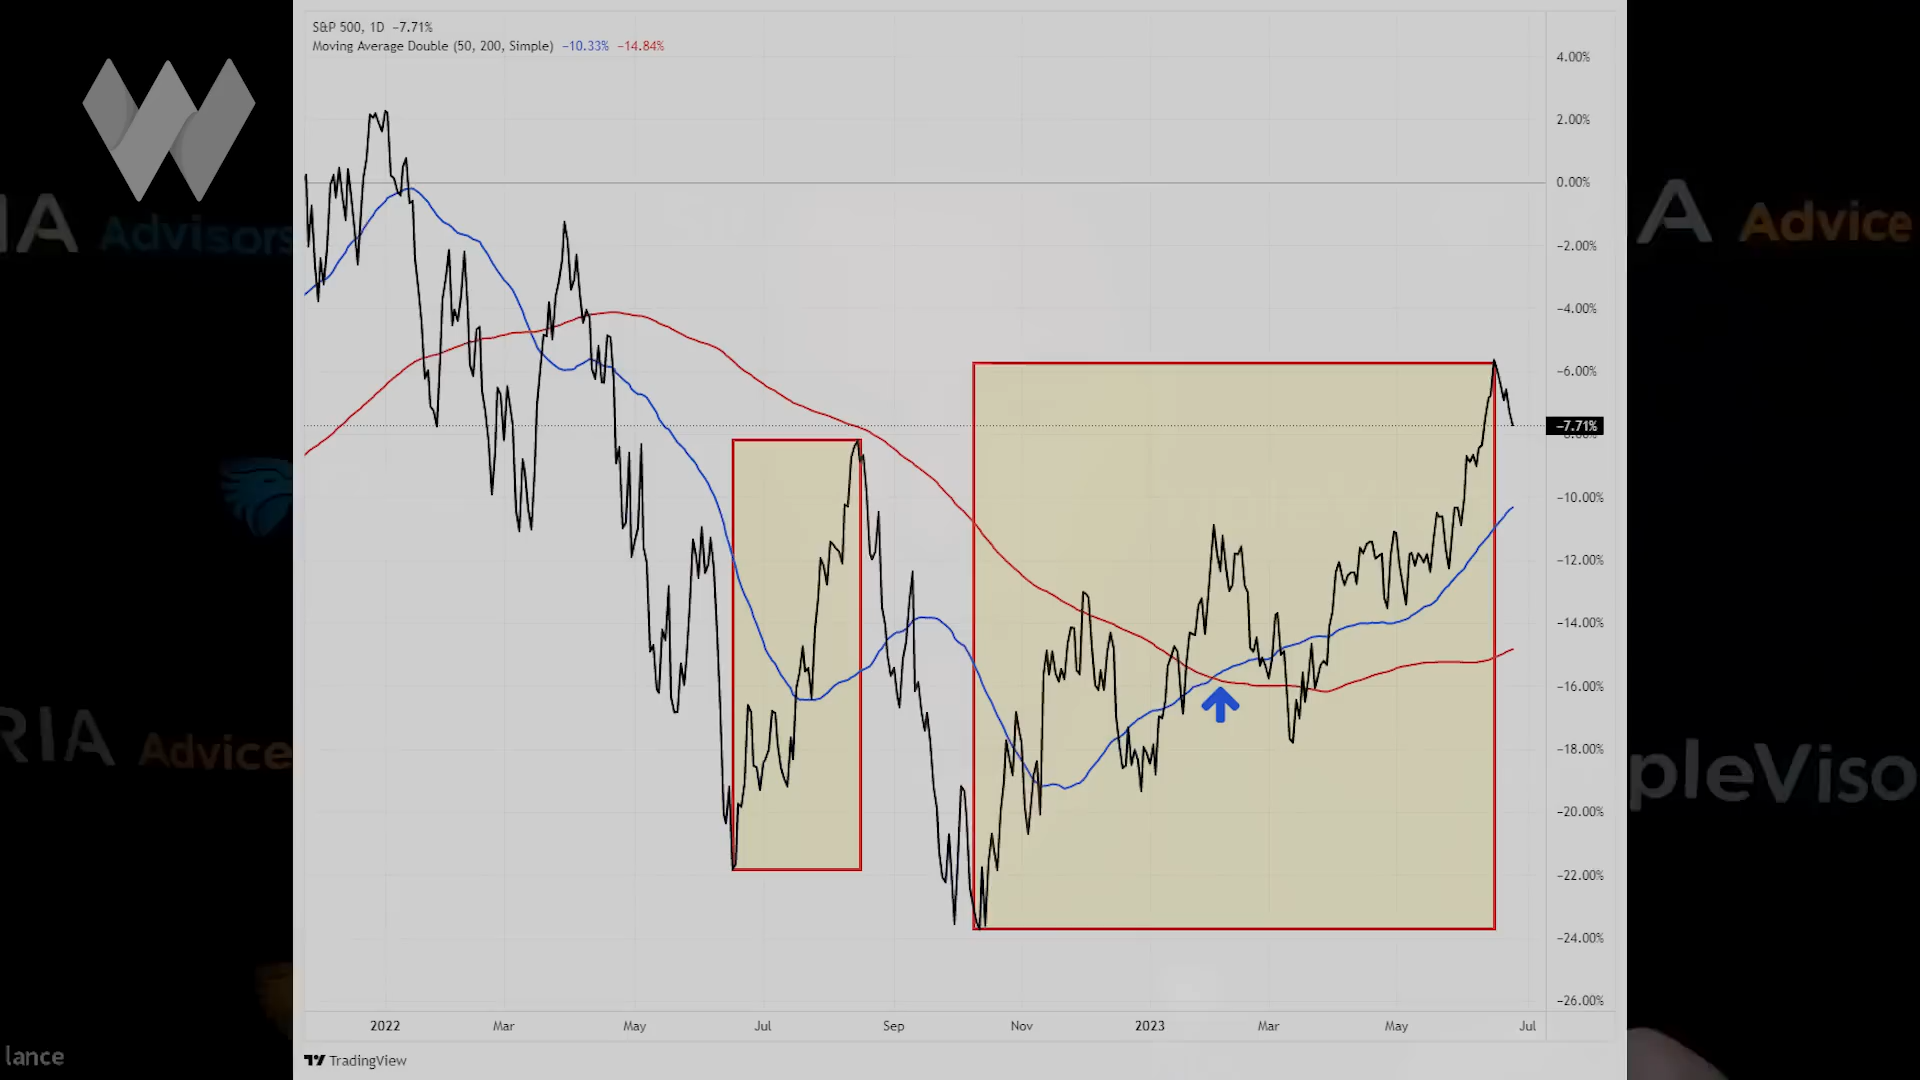 S&P 500, 1D −7.71%
Moving Average Double (50, 200, Simple) −10.33% −14.84%
4.00%
2.00%
0.00%
−2.00%
−4.00%
−6.00%
−7.71%
−8.00%
−10.00%
−12.00%
−14.00%
−16.00%
−18.00%
−20.00%
−22.00%
−24.00%
−26.00%
2022 Mar May Jul Sep Nov 2023 Mar May Jul
TradingView
IA Advisors
A Advice
RIA Advice
pleViso
lance